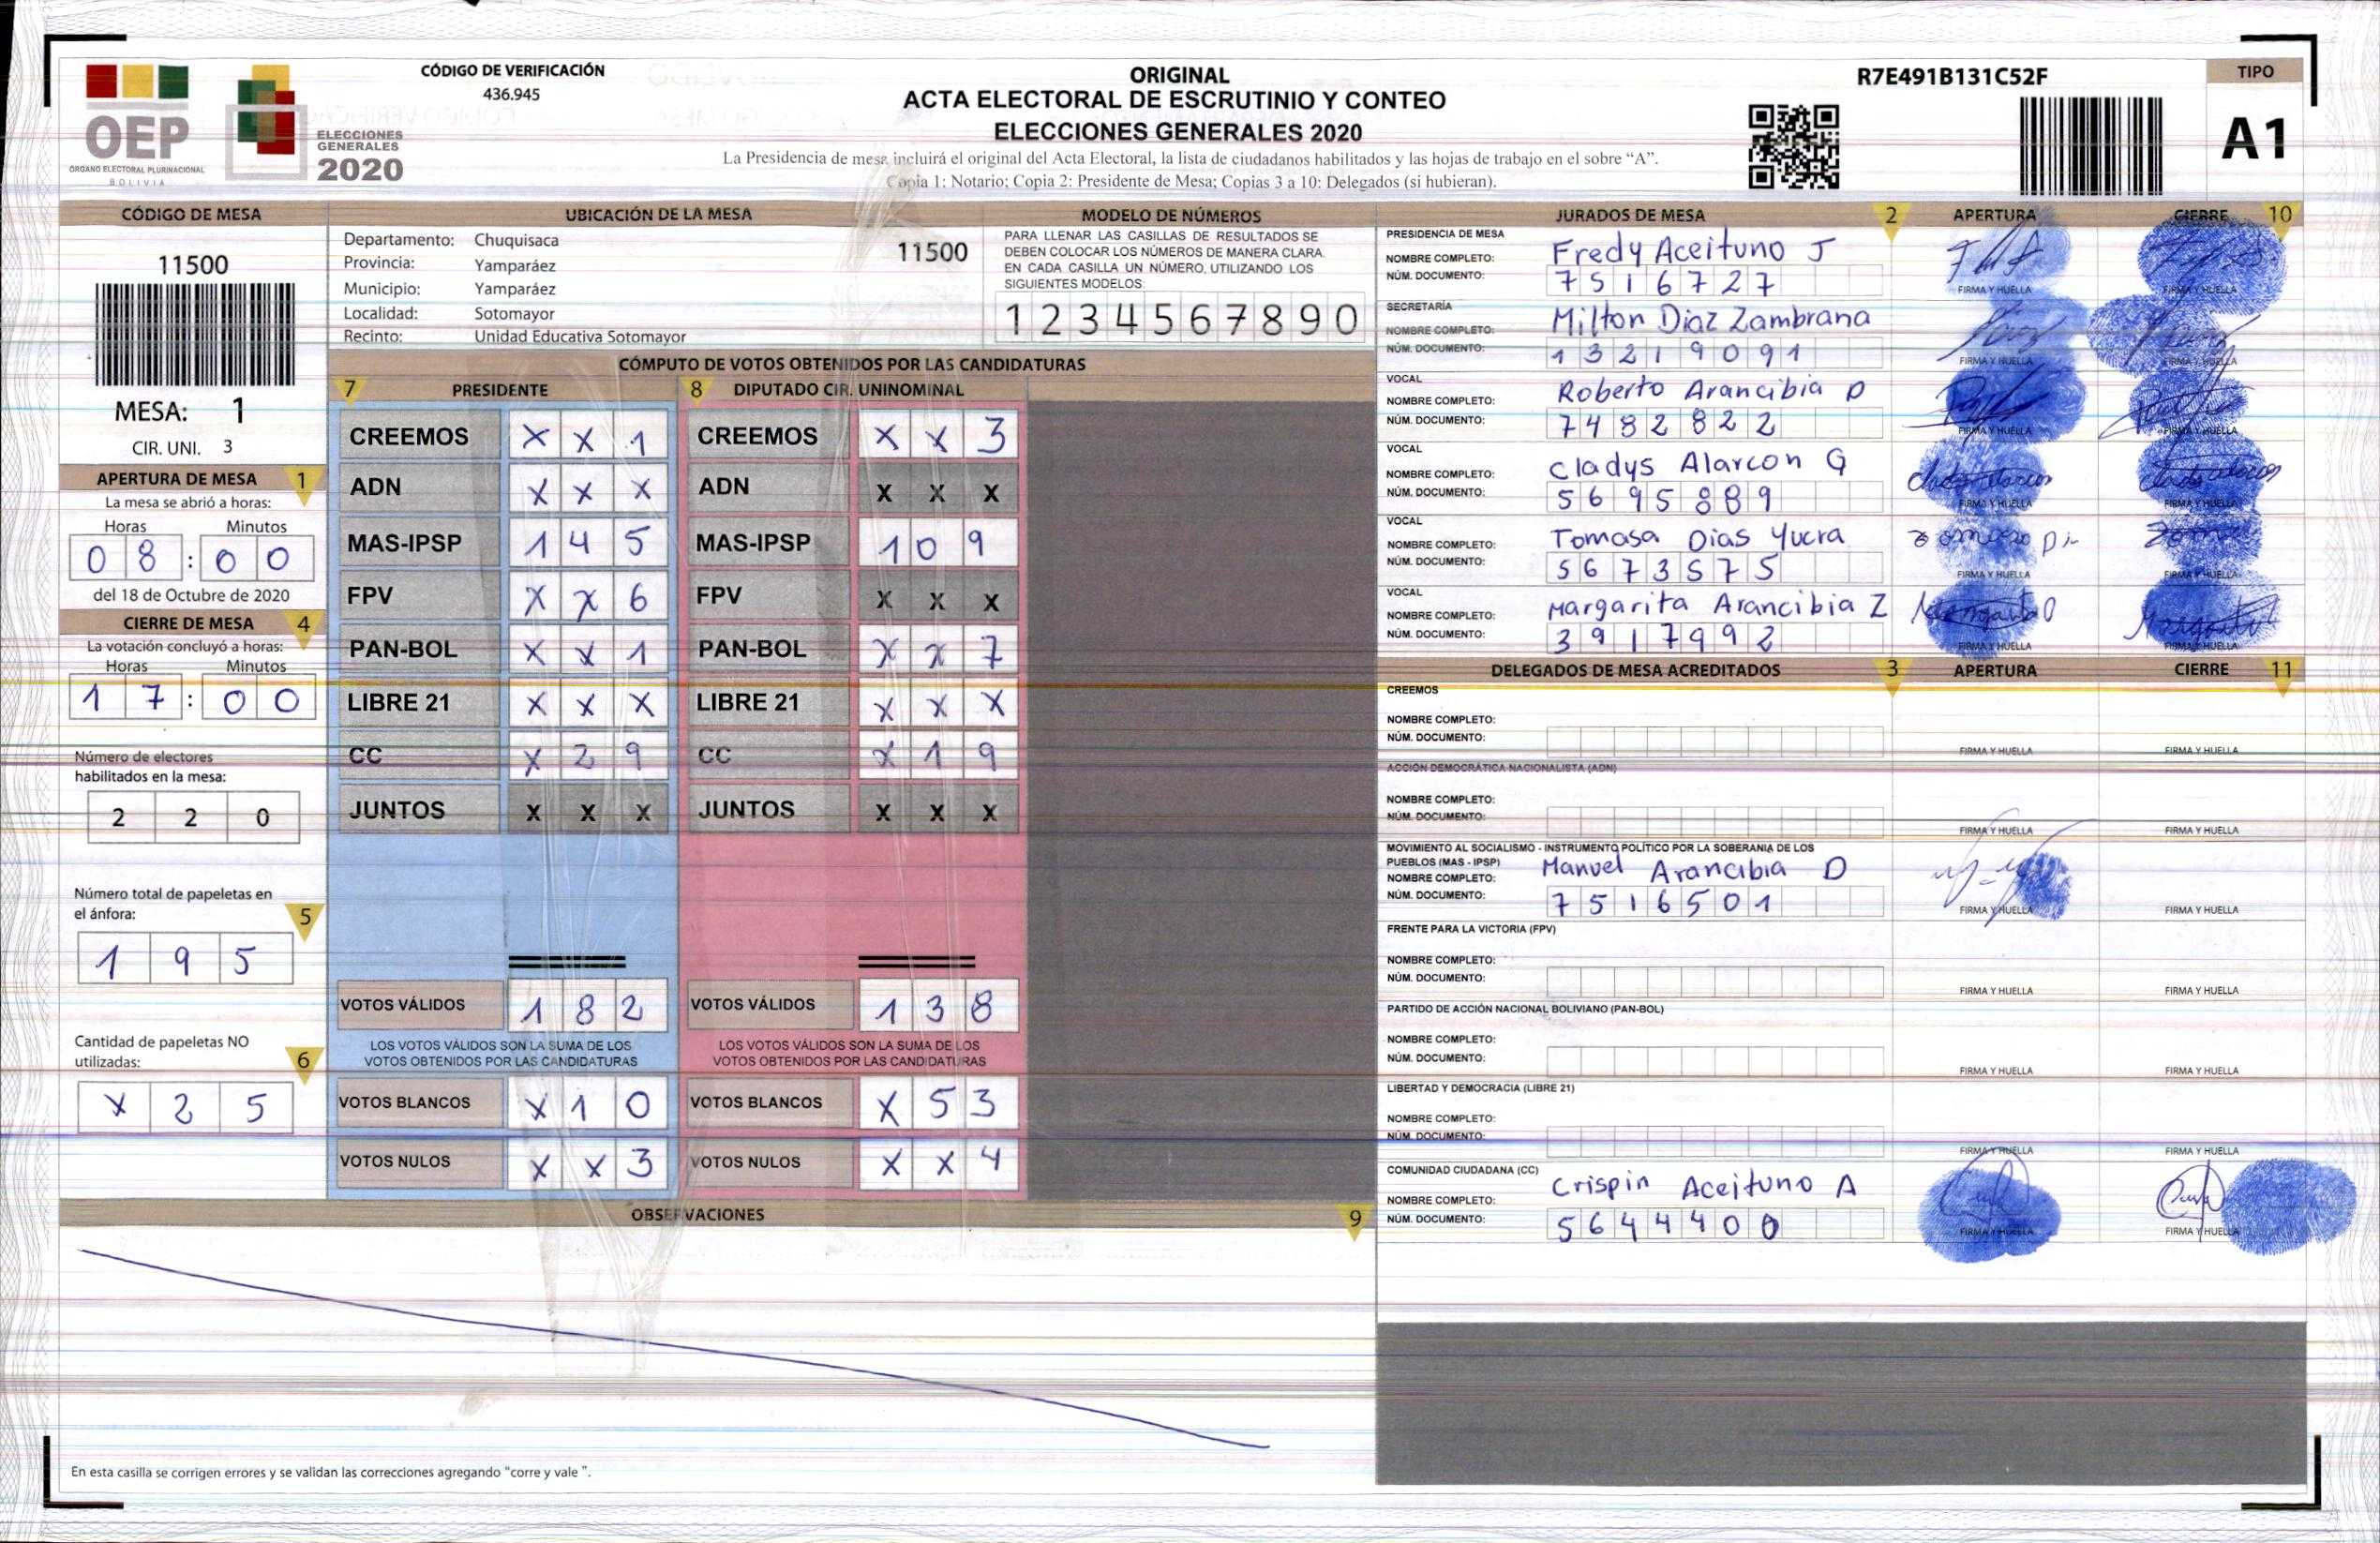 CÓDIGO DE VERIFICACIÓN
436.945
OEP
ÓRGANO ELECTORAL PLURINACIONAL
BOLIVIA
ELECCIONES
GENERALES
2020
ORIGINAL
ACTA ELECTORAL DE ESCRUTINIO Y CONTEO
ELECCIONES GENERALES 2020
La Presidencia de mesa incluirá el original del Acta Electoral, la lista de ciudadanos habilitados y las hojas de trabajo en el sobre “A”.
Copia 1: Notario; Copia 2: Presidente de Mesa; Copias 3 a 10: Delegados (si hubieran).
R7E491B131C52F
TIPO
A1
CÓDIGO DE MESA
11500
MESA: 1
CIR. UNI. 3
APERTURA DE MESA 1
La mesa se abrió a horas:
Horas Minutos
0 8 : 0 0
del 18 de Octubre de 2020
CIERRE DE MESA 4
La votación concluyó a horas:
Horas Minutos
1 7 : 0 0
Número de electores
habilitados en la mesa:
2 2 0
Número total de papeletas en
el ánfora: 5
1 9 5
Cantidad de papeletas NO
utilizadas: 6
X 2 5
UBICACIÓN DE LA MESA
Departamento: Chuquisaca
11500
Provincia: Yamparáez
Municipio: Yamparáez
Localidad: Sotomayor
Recinto: Unidad Educativa Sotomayor
MODELO DE NÚMEROS
PARA LLENAR LAS CASILLAS DE RESULTADOS SE
DEBEN COLOCAR LOS NÚMEROS DE MANERA CLARA.
EN CADA CASILLA UN NÚMERO, UTILIZANDO LOS
SIGUIENTES MODELOS:
1 2 3 4 5 6 7 8 9 0
CÓMPUTO DE VOTOS OBTENIDOS POR LAS CANDIDATURAS
7 PRESIDENTE
CREEMOS X X 1
ADN X X X
MAS-IPSP 1 4 5
FPV X X 6
PAN-BOL X X 1
LIBRE 21 X X X
CC X 2 9
JUNTOS X X X
VOTOS VÁLIDOS 1 8 2
LOS VOTOS VÁLIDOS SON LA SUMA DE LOS
VOTOS OBTENIDOS POR LAS CANDIDATURAS
VOTOS BLANCOS X 1 0
VOTOS NULOS X X 3
8 DIPUTADO CIR. UNINOMINAL
CREEMOS X X 3
ADN X X X
MAS-IPSP 1 0 9
FPV X X X
PAN-BOL X X 7
LIBRE 21 X X X
CC X 1 9
JUNTOS X X X
VOTOS VÁLIDOS 1 3 8
LOS VOTOS VÁLIDOS SON LA SUMA DE LOS
VOTOS OBTENIDOS POR LAS CANDIDATURAS
VOTOS BLANCOS X 5 3
VOTOS NULOS X X 4
OBSERVACIONES 9
En esta casilla se corrigen errores y se validan las correcciones agregando “corre y vale ”.
JURADOS DE MESA 2 APERTURA CIERRE 10
PRESIDENCIA DE MESA
NOMBRE COMPLETO: Fredy Aceituno J
NÚM. DOCUMENTO: 7 5 1 6 7 2 7
FIRMA Y HUELLA FIRMA Y HUELLA
SECRETARÍA
NOMBRE COMPLETO: Milton Diaz Zambrana
NÚM. DOCUMENTO: 1 3 2 1 9 0 9 1
FIRMA Y HUELLA FIRMA Y HUELLA
VOCAL
NOMBRE COMPLETO: Roberto Arancibia D
NÚM. DOCUMENTO: 7 4 8 2 8 2 2
FIRMA Y HUELLA FIRMA Y HUELLA
VOCAL
NOMBRE COMPLETO: Cladys Alarcon G
NÚM. DOCUMENTO: 5 6 9 5 8 8 9
FIRMA Y HUELLA FIRMA Y HUELLA
VOCAL
NOMBRE COMPLETO: Tomasa Dias Yucra
NÚM. DOCUMENTO: 5 6 7 3 5 7 5
FIRMA Y HUELLA FIRMA Y HUELLA
VOCAL
NOMBRE COMPLETO: Margarita Arancibia Z
NÚM. DOCUMENTO: 3 9 1 7 9 9 2
FIRMA Y HUELLA FIRMA Y HUELLA
DELEGADOS DE MESA ACREDITADOS 3 APERTURA CIERRE 11
CREEMOS
NOMBRE COMPLETO:
NÚM. DOCUMENTO:
FIRMA Y HUELLA FIRMA Y HUELLA
ACCIÓN DEMOCRÁTICA NACIONALISTA (ADN)
NOMBRE COMPLETO:
NÚM. DOCUMENTO:
FIRMA Y HUELLA FIRMA Y HUELLA
MOVIMIENTO AL SOCIALISMO - INSTRUMENTO POLÍTICO POR LA SOBERANIA DE LOS
PUEBLOS (MAS - IPSP)
NOMBRE COMPLETO: Manuel Arancibia D
NÚM. DOCUMENTO: 7 5 1 6 5 0 1
FIRMA Y HUELLA FIRMA Y HUELLA
FRENTE PARA LA VICTORIA (FPV)
NOMBRE COMPLETO:
NÚM. DOCUMENTO:
FIRMA Y HUELLA FIRMA Y HUELLA
PARTIDO DE ACCIÓN NACIONAL BOLIVIANO (PAN-BOL)
NOMBRE COMPLETO:
NÚM. DOCUMENTO:
FIRMA Y HUELLA FIRMA Y HUELLA
LIBERTAD Y DEMOCRACIA (LIBRE 21)
NOMBRE COMPLETO:
NÚM. DOCUMENTO:
FIRMA Y HUELLA FIRMA Y HUELLA
COMUNIDAD CIUDADANA (CC)
NOMBRE COMPLETO: Crispin Aceituno A
NÚM. DOCUMENTO: 5 6 4 4 4 0 0
FIRMA Y HUELLA FIRMA Y HUELLA